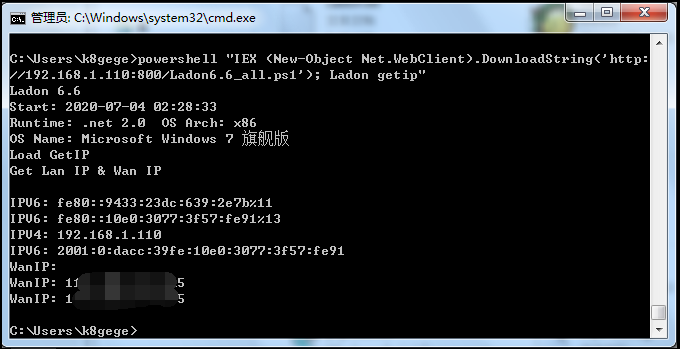 管理员: C:\Windows\system32\cmd.exe
C:\Users\k8gege>powershell "IEX (New-Object Net.WebClient).DownloadString('http:
//192.168.1.110:800/Ladon6.6_all.ps1'); Ladon getip"
Ladon 6.6
Start: 2020-07-04 02:28:33
Runtime: .net 2.0  OS Arch: x86
OS Name: Microsoft Windows 7 旗舰版
Load GetIP
Get Lan IP & Wan IP
IPV6: fe80::9433:23dc:639:2e7b%11
IPV6: fe80::10e0:3077:3f57:fe91%13
IPV4: 192.168.1.110
IPV6: 2001:0:dacc:39fe:10e0:3077:3f57:fe91
WanIP:
WanIP: 11
WanIP: 1
C:\Users\k8gege>